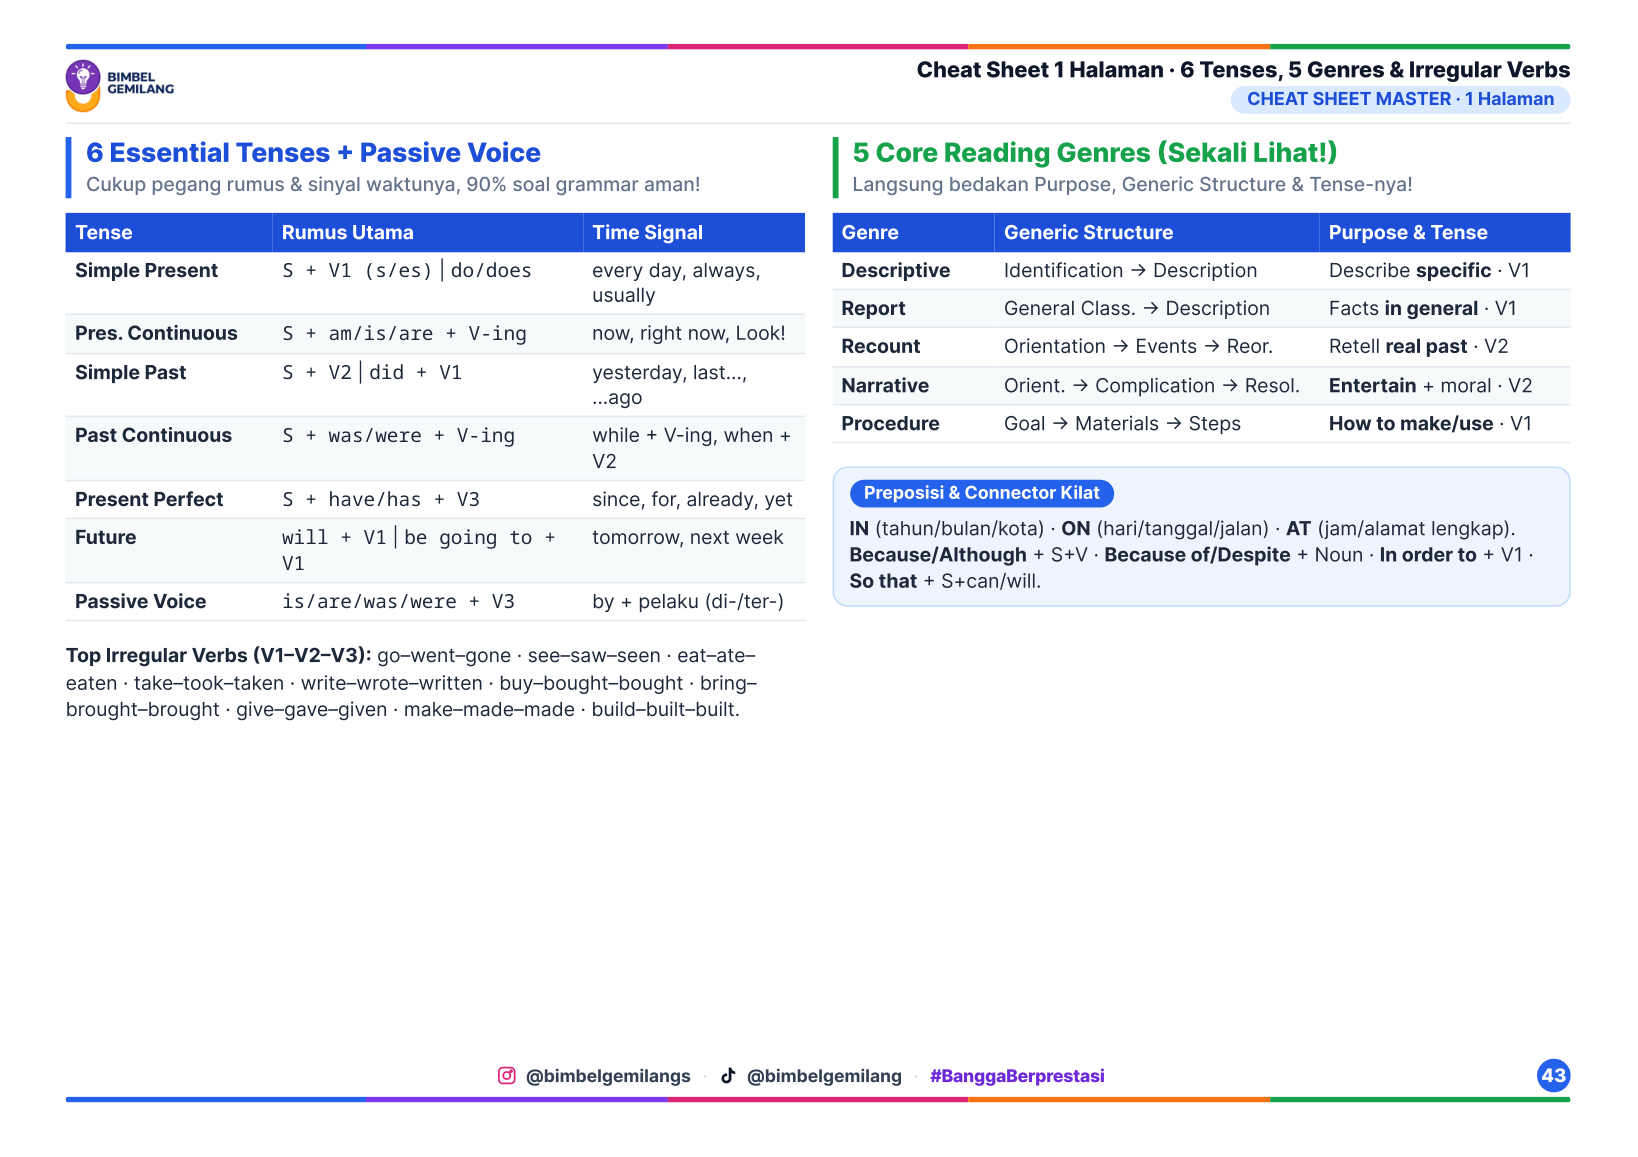 BIMBEL
GEMILANG
Cheat Sheet 1 Halaman · 6 Tenses, 5 Genres & Irregular Verbs
CHEAT SHEET MASTER · 1 Halaman
6 Essential Tenses + Passive Voice
Cukup pegang rumus & sinyal waktunya, 90% soal grammar aman!
Tense Rumus Utama Time Signal
Simple Present S + V1 (s/es) | do/does every day, always,
usually
Pres. Continuous S + am/is/are + V-ing now, right now, Look!
Simple Past S + V2 | did + V1 yesterday, last...,
...ago
Past Continuous S + was/were + V-ing while + V-ing, when +
V2
Present Perfect S + have/has + V3 since, for, already, yet
Future will + V1 | be going to + tomorrow, next week
V1
Passive Voice is/are/was/were + V3 by + pelaku (di-/ter-)
Top Irregular Verbs (V1–V2–V3): go–went–gone · see–saw–seen · eat–ate–
eaten · take–took–taken · write–wrote–written · buy–bought–bought · bring–
brought–brought · give–gave–given · make–made–made · build–built–built.
5 Core Reading Genres (Sekali Lihat!)
Langsung bedakan Purpose, Generic Structure & Tense-nya!
Genre Generic Structure Purpose & Tense
Descriptive Identification → Description Describe specific · V1
Report General Class. → Description Facts in general · V1
Recount Orientation → Events → Reor. Retell real past · V2
Narrative Orient. → Complication → Resol. Entertain + moral · V2
Procedure Goal → Materials → Steps How to make/use · V1
Preposisi & Connector Kilat
IN (tahun/bulan/kota) · ON (hari/tanggal/jalan) · AT (jam/alamat lengkap).
Because/Although + S+V · Because of/Despite + Noun · In order to + V1 ·
So that + S+can/will.
@bimbelgemilangs · @bimbelgemilang · #BanggaBerprestasi
43